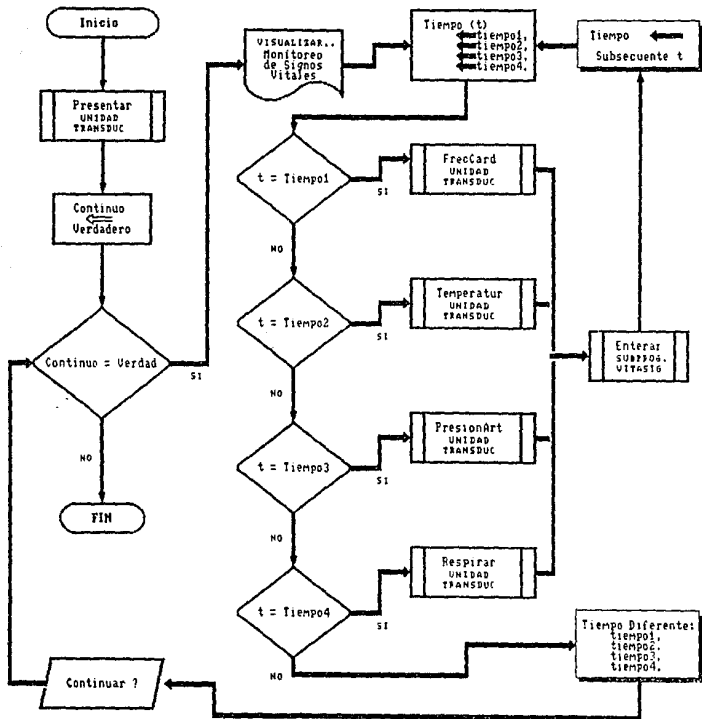 Inicio
Presentar
UNIDAD
TRANSDUC
Continuo
Verdadero
Continuo = Verdad
SI
NO
FIN
VISUALIZAR..
Monitoreo
de Signos
Vitales
Tiempo (t)
tiempo1,
tiempo2,
tiempo3,
tiempo4.
Tiempo
Subsecuente t
t = Tiempo1
SI
NO
FrecCard
UNIDAD
TRANSDUC
t = Tiempo2
SI
NO
Temperatur
UNIDAD
TRANSDUC
Enterar
SUBPROG.
VITASIG
t = Tiempo3
SI
NO
PresionArt
UNIDAD
TRANSDUC
t = Tiempo4
SI
NO
Respirar
UNIDAD
TRANSDUC
Tiempo Diferente:
tiempo1,
tiempo2.
tiempo3,
tiempo4.
Continuar ?